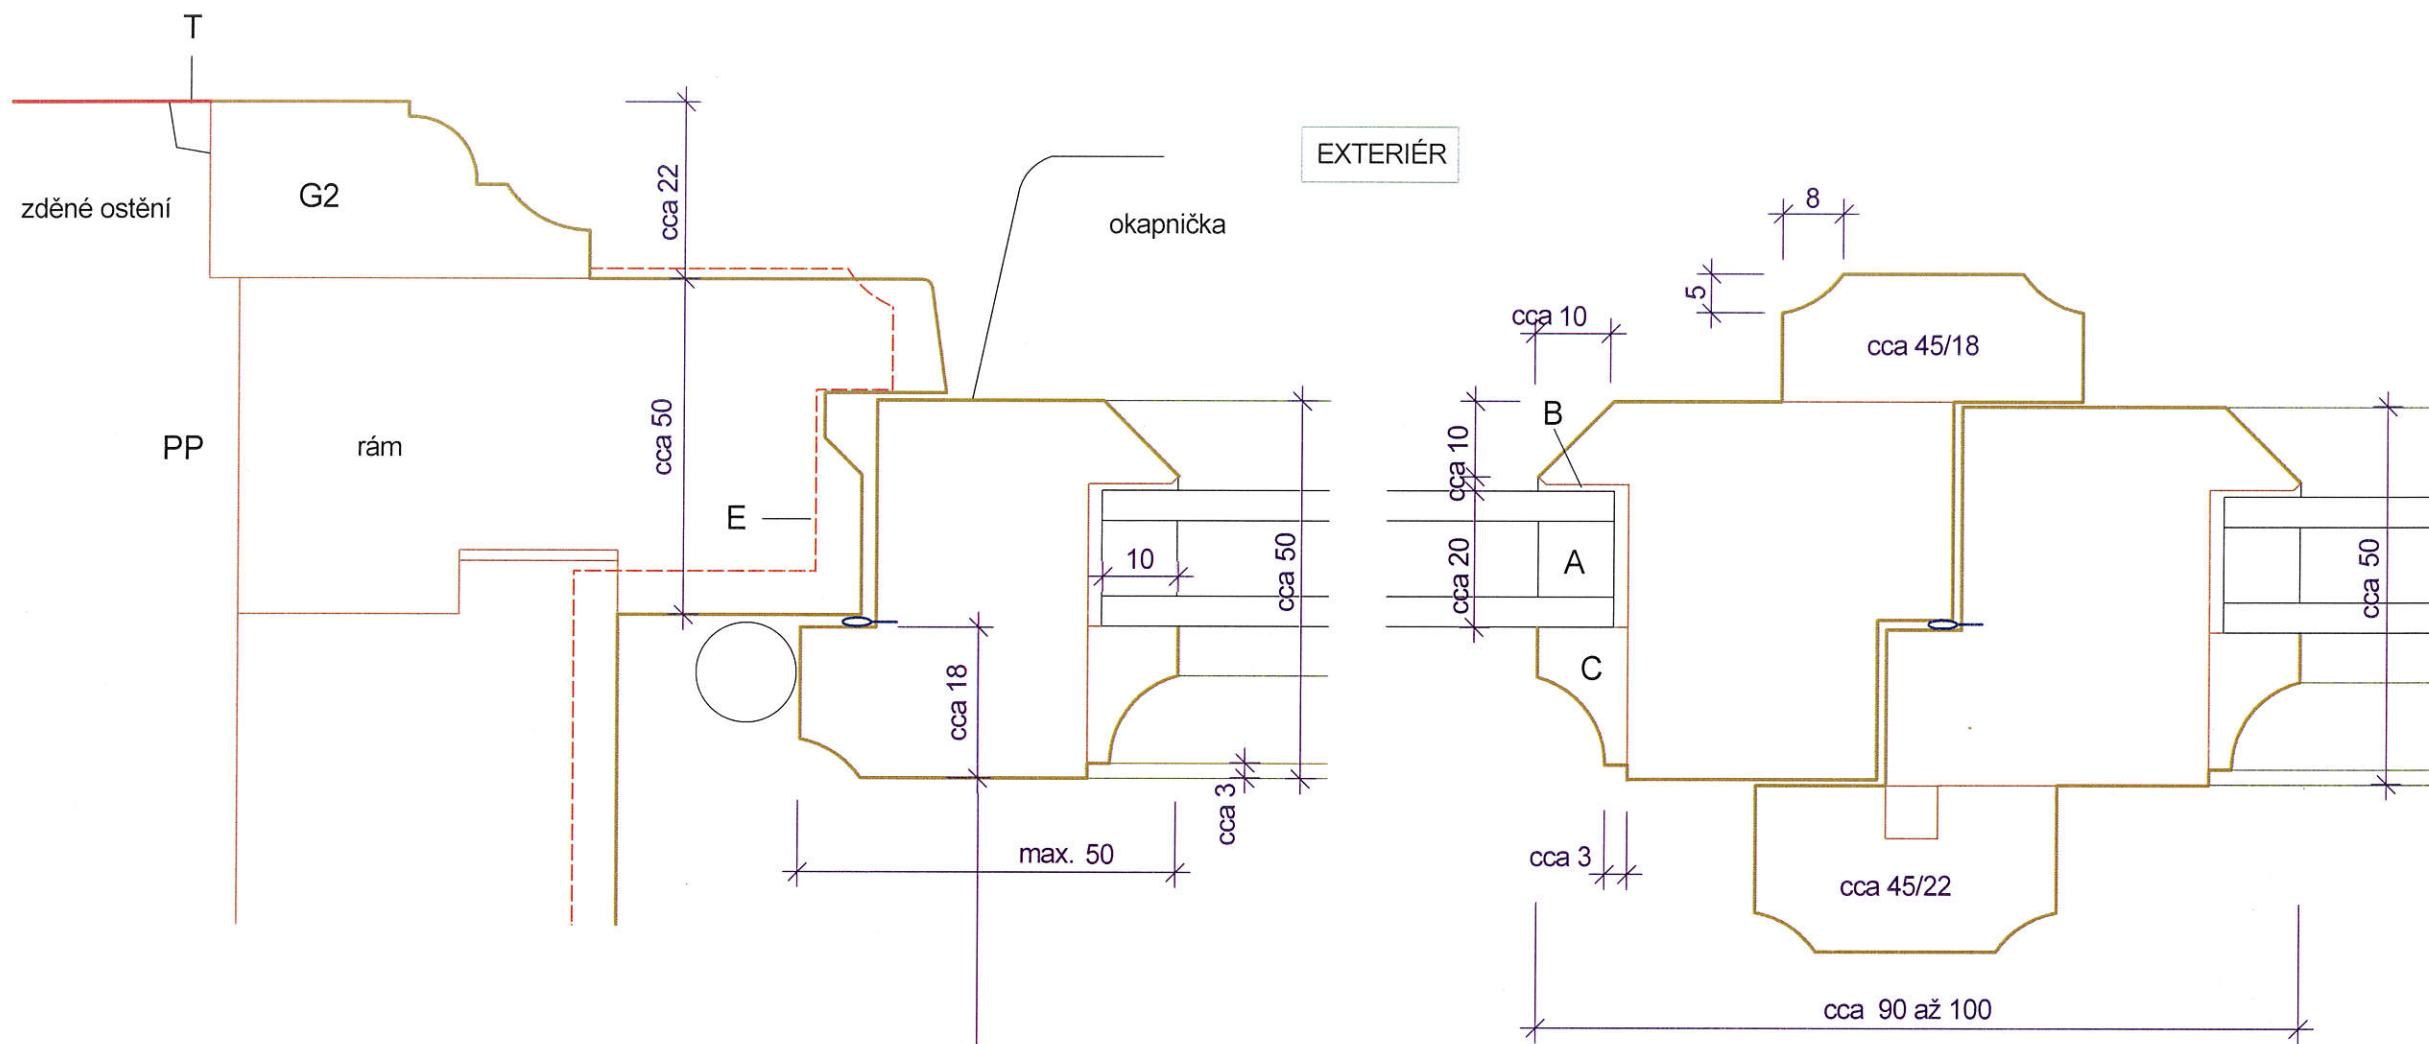 T
EXTERIÉR
zděné ostění
G2
cca 22
okapnička
8
5
cca 10
cca 45/18
B
cca 10
PP
rám
cca 50
E
10
cca 50
cca 20
A
cca 50
cca 18
C
cca 3
max. 50
cca 3
cca 45/22
cca 90 až 100